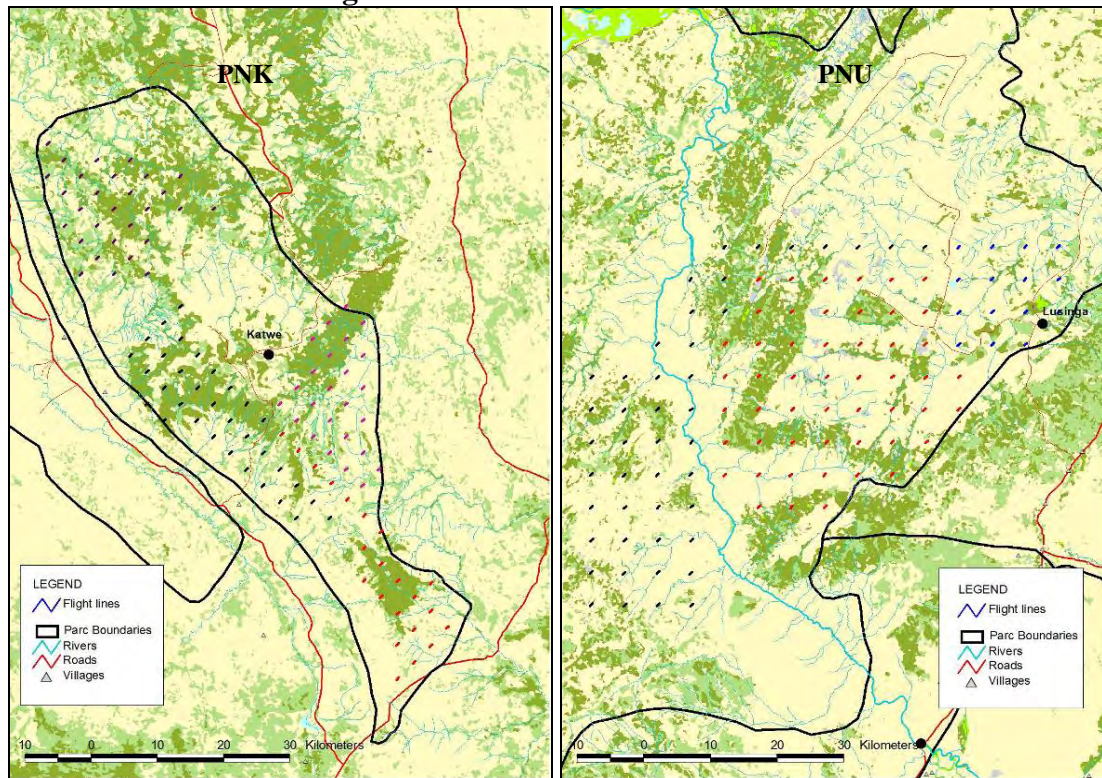 PNK
Katwe
LEGEND
Flight lines
Parc Boundaries
Rivers
Roads
Villages
10 0 10 20 30 Kilometers
PNU
Lusinga
LEGEND
Flight lines
Parc Boundaries
Rivers
Roads
Villages
10 0 10 20 30 Kilometers